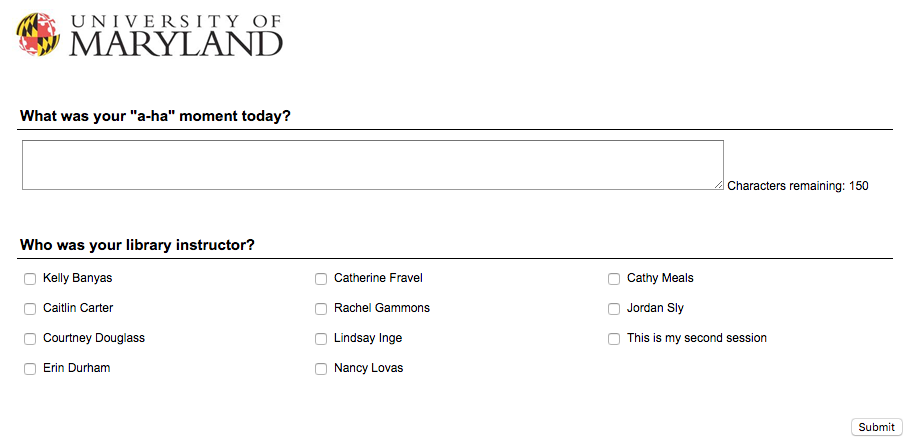 UNIVERSITY OF
MARYLAND
What was your "a-ha" moment today?
Characters remaining: 150
Who was your library instructor?
Kelly Banyas
Catherine Fravel
Cathy Meals
Caitlin Carter
Rachel Gammons
Jordan Sly
Courtney Douglass
Lindsay Inge
This is my second session
Erin Durham
Nancy Lovas
Submit